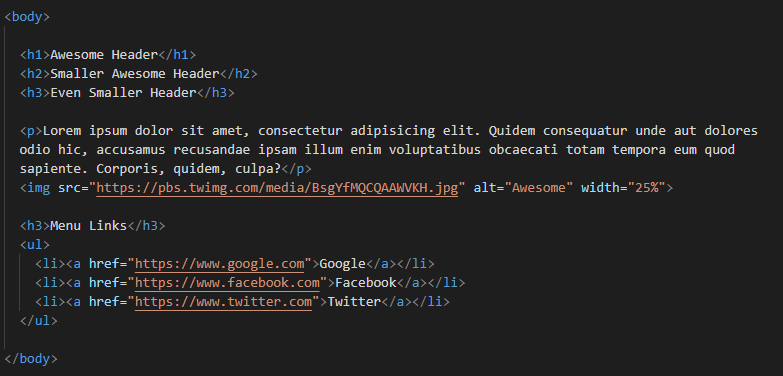 <body>
<h1>Awesome Header</h1>
<h2>Smaller Awesome Header</h2>
<h3>Even Smaller Header</h3>
<p>Lorem ipsum dolor sit amet, consectetur adipisicing elit. Quidem consequatur unde aut dolores
odio hic, accusamus recusandae ipsam illum enim voluptatibus obcaecati totam tempora eum quod
sapiente. Corporis, quidem, culpa?</p>
<img src="https://pbs.twimg.com/media/BsgYfMQCQAAWVKH.jpg" alt="Awesome" width="25%">
<h3>Menu Links</h3>
<ul>
<li><a href="https://www.google.com">Google</a></li>
<li><a href="https://www.facebook.com">Facebook</a></li>
<li><a href="https://www.twitter.com">Twitter</a></li>
</ul>
</body>